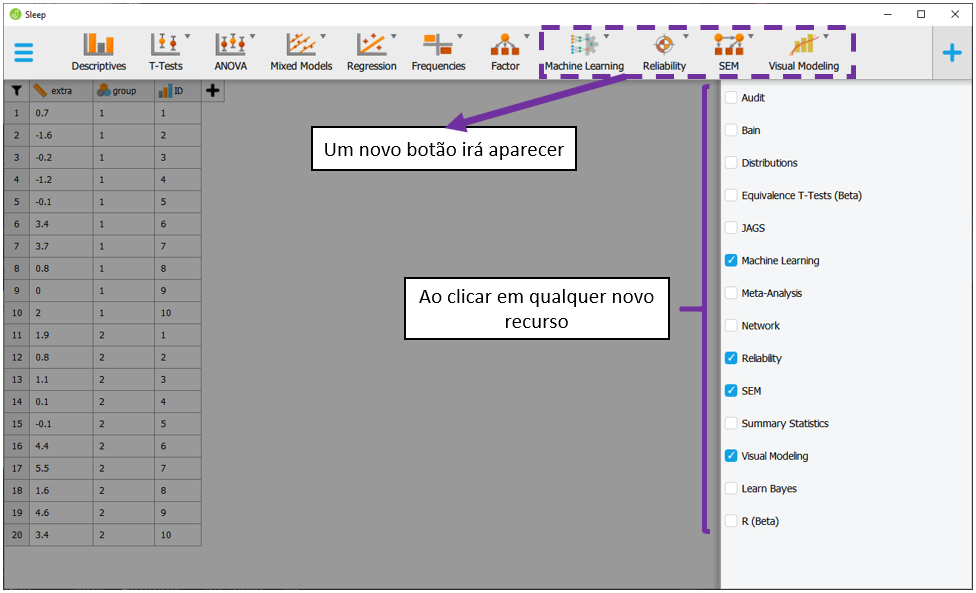 Sleep
Descriptives T-Tests ANOVA Mixed Models Regression Frequencies Factor Machine Learning Reliability SEM Visual Modeling
extra group ID
1 0.7 1 1
2 -1.6 1 2
3 -0.2 1 3
4 -1.2 1 4
5 -0.1 1 5
6 3.4 1 6
7 3.7 1 7
8 0.8 1 8
9 0 1 9
10 2 1 10
11 1.9 2 1
12 0.8 2 2
13 1.1 2 3
14 0.1 2 4
15 -0.1 2 5
16 4.4 2 6
17 5.5 2 7
18 1.6 2 8
19 4.6 2 9
20 3.4 2 10
Um novo botão irá aparecer
Ao clicar em qualquer novo
recurso
Audit
Bain
Distributions
Equivalence T-Tests (Beta)
JAGS
Machine Learning
Meta-Analysis
Network
Reliability
SEM
Summary Statistics
Visual Modeling
Learn Bayes
R (Beta)